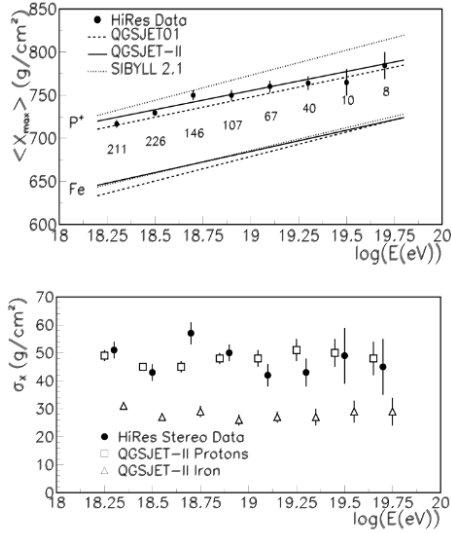 <X_max> (g/cm²)
850
800
750
700
650
600
● HiRes Data
QGSJET01
QGSJET-II
SIBYLL 2.1
P⁺
211
226
146
107
67
40
10
8
Fe
18 18.25 18.5 18.75 19 19.25 19.5 19.75 20
log(E(eV)
σ_x (g/cm²)
70
60
50
40
30
20
10
0
● HiRes Stereo Data
□ QGSJET-II Protons
△ QGSJET-II Iron
18 18.25 18.5 18.75 19 19.25 19.5 19.75 20
log(E(eV)